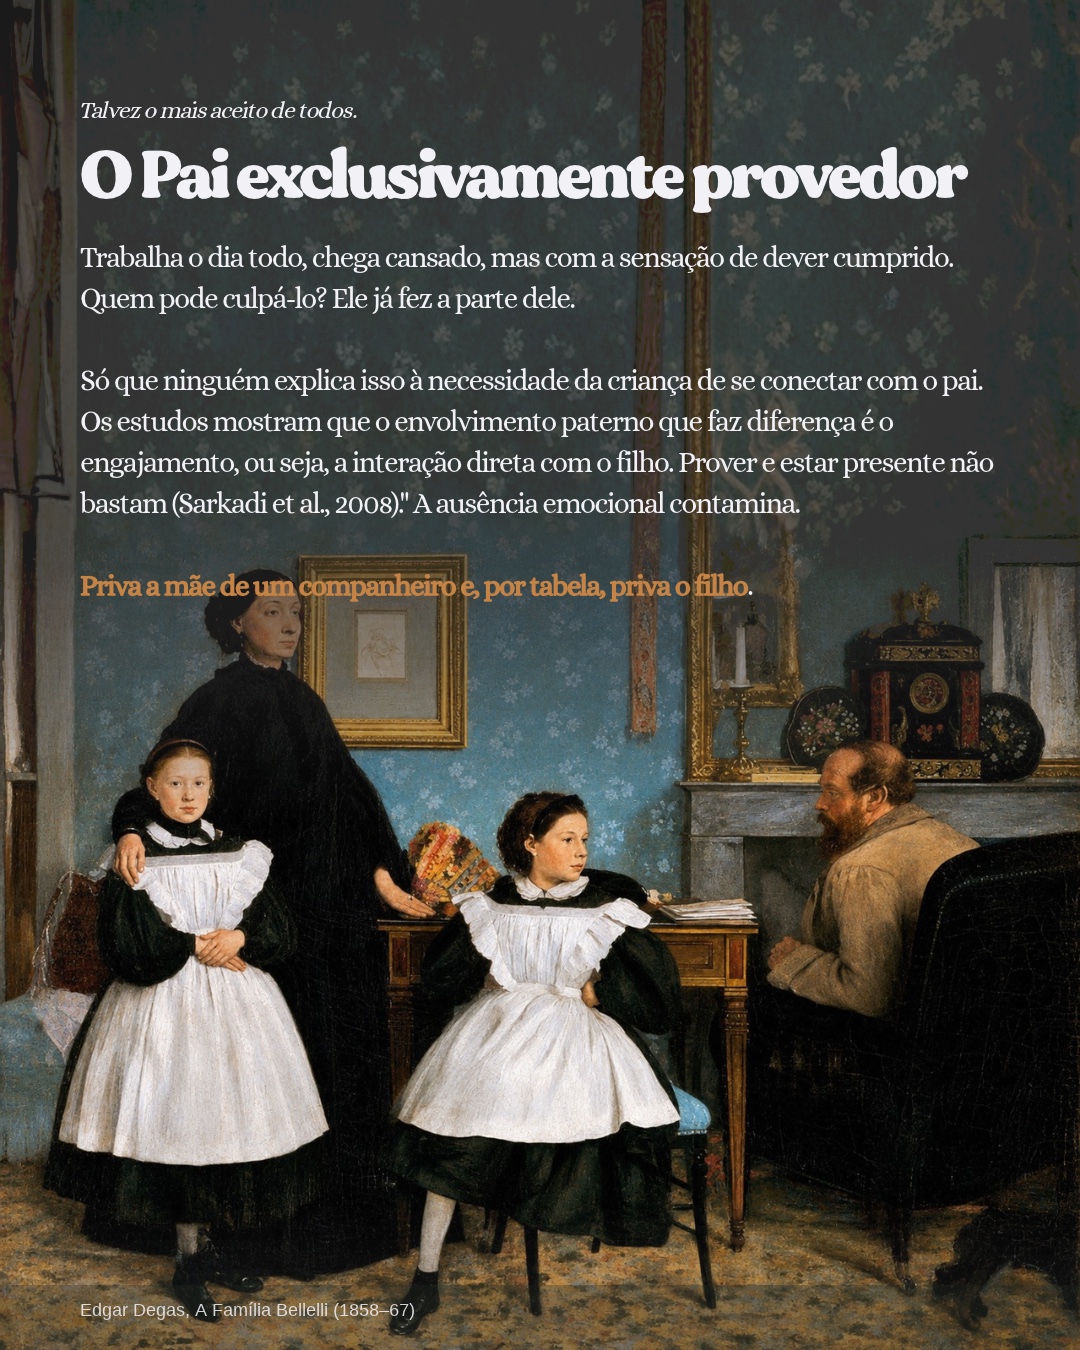 Talvez o mais aceito de todos.
O Pai exclusivamente provedor
Trabalha o dia todo, chega cansado, mas com a sensação de dever cumprido.
Quem pode culpá-lo? Ele já fez a parte dele.
Só que ninguém explica isso à necessidade da criança de se conectar com o pai.
Os estudos mostram que o envolvimento paterno que faz diferença é o
engajamento, ou seja, a interação direta com o filho. Prover e estar presente não
bastam (Sarkadi et al., 2008)." A ausência emocional contamina.
Priva a mãe de um companheiro e, por tabela, priva o filho.
Edgar Degas, A Família Bellelli (1858–67)